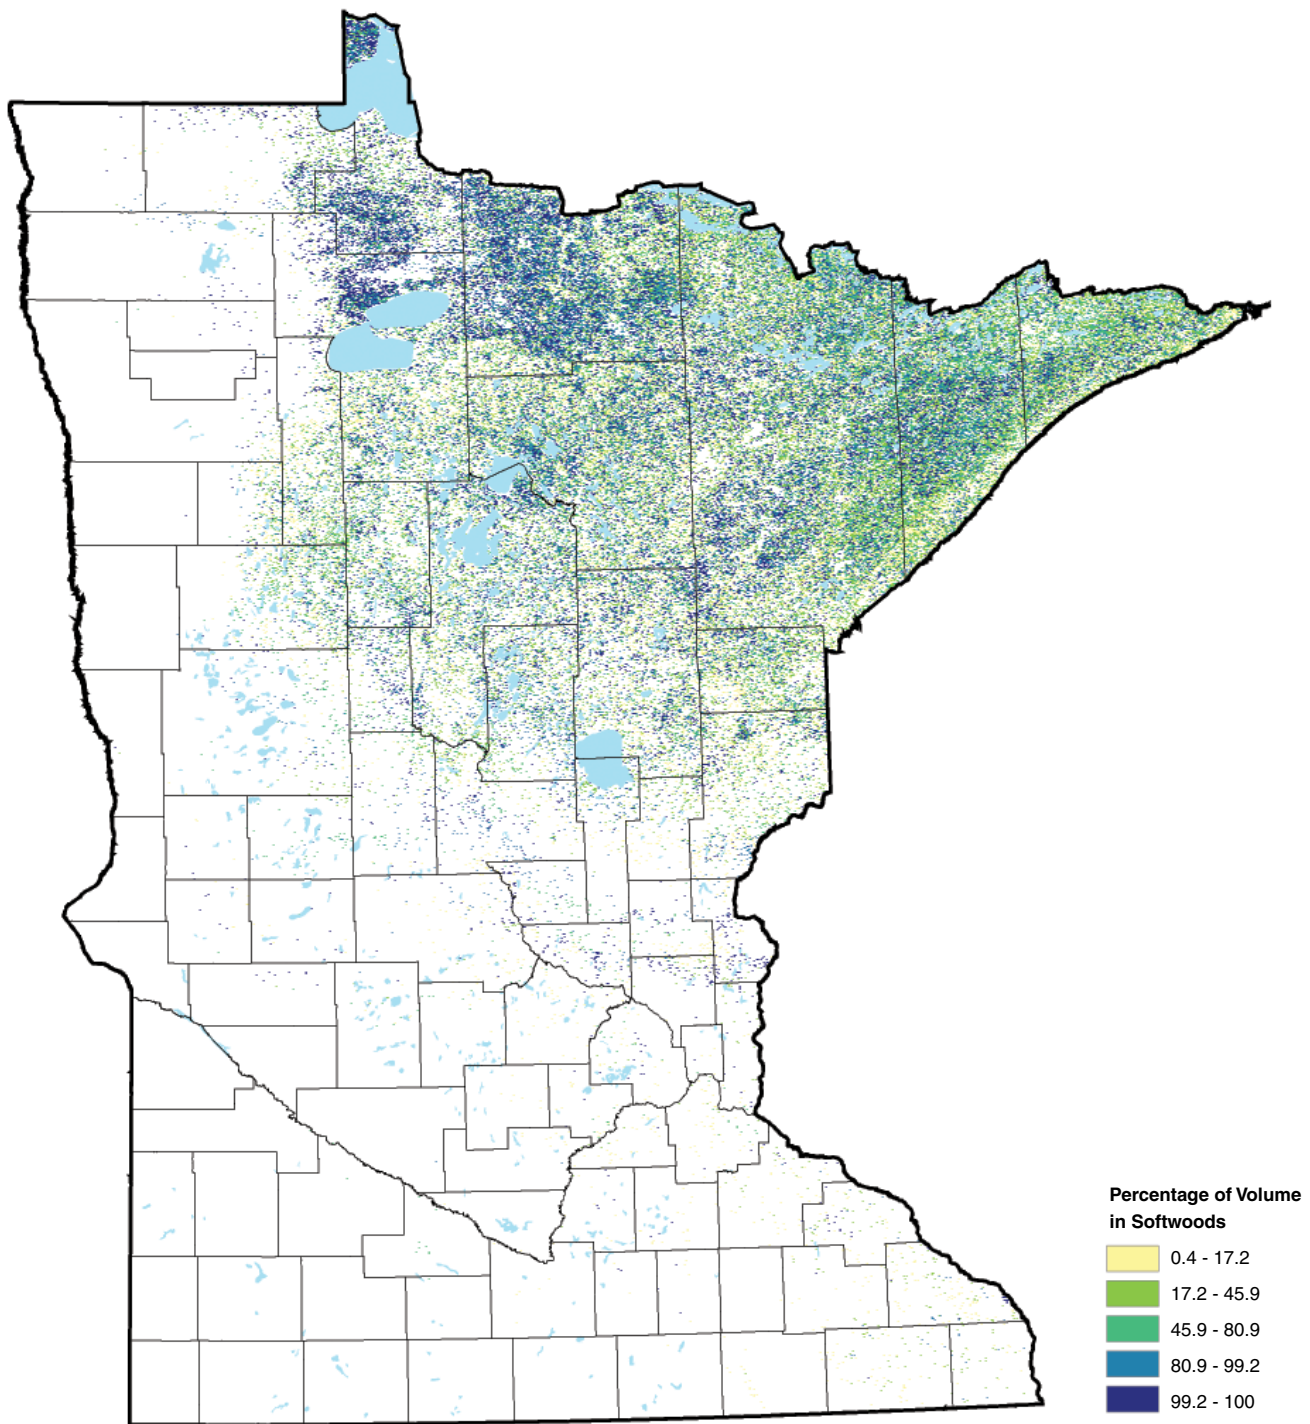 Percentage of Volume
in Softwoods
0.4 - 17.2
17.2 - 45.9
45.9 - 80.9
80.9 - 99.2
99.2 - 100